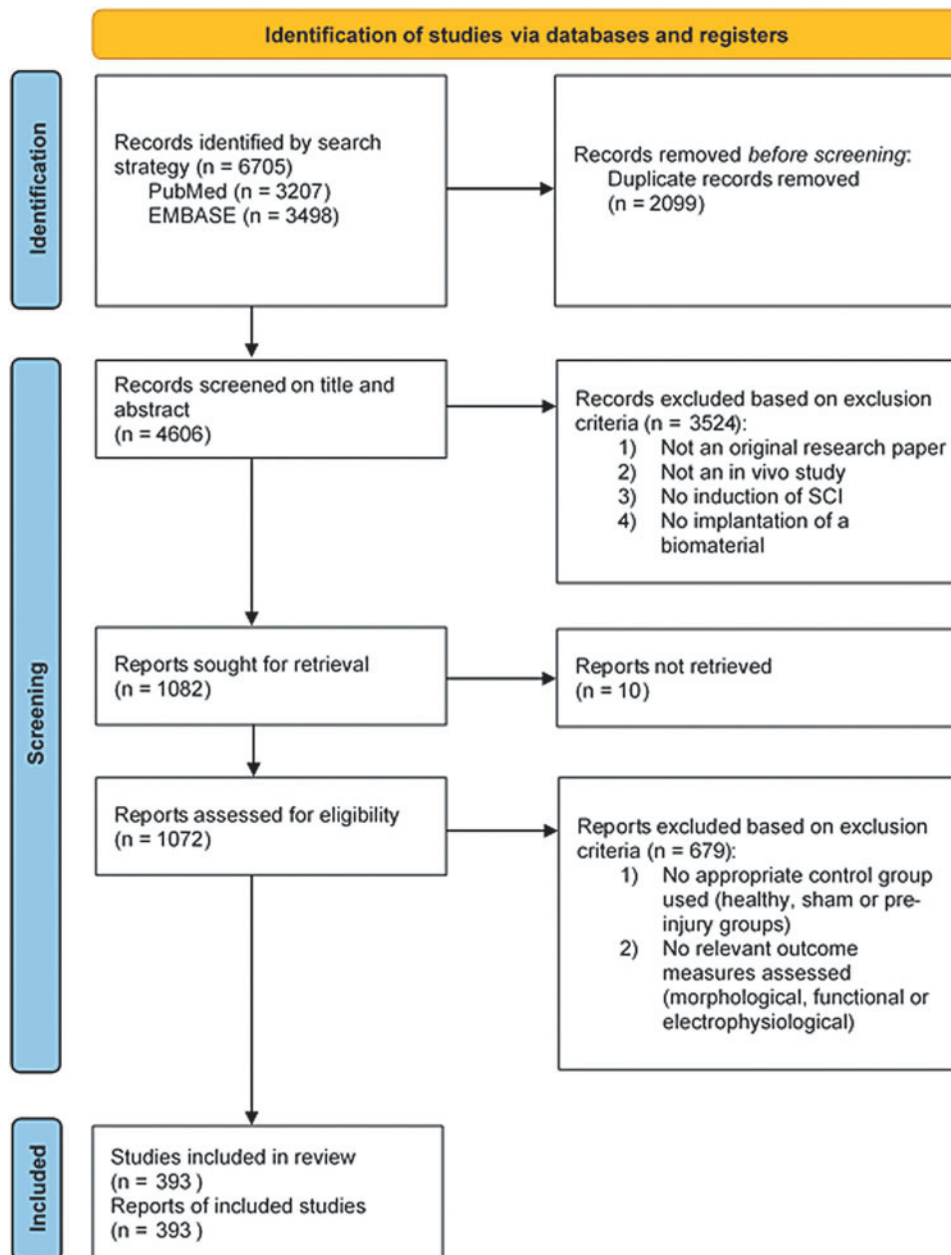 Identification of studies via databases and registers
Identification
Records identified by search
strategy (n = 6705)
PubMed (n = 3207)
EMBASE (n = 3498)
Records removed before screening:
Duplicate records removed
(n = 2099)
Screening
Records screened on title and
abstract
(n = 4606)
Records excluded based on exclusion
criteria (n = 3524):
1) Not an original research paper
2) Not an in vivo study
3) No induction of SCI
4) No implantation of a
biomaterial
Reports sought for retrieval
(n = 1082)
Reports not retrieved
(n = 10)
Reports assessed for eligibility
(n = 1072)
Reports excluded based on exclusion
criteria (n = 679):
1) No appropriate control group
used (healthy, sham or pre-
injury groups)
2) No relevant outcome
measures assessed
(morphological, functional or
electrophysiological)
Included
Studies included in review
(n = 393 )
Reports of included studies
(n = 393 )